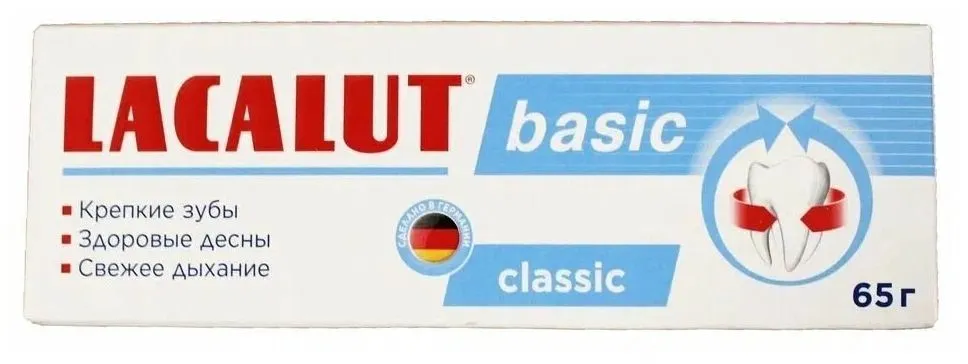 LACALUT®
basic
Крепкие зубы
Здоровые десны
Свежее дыхание
СДЕЛАНО В ГЕРМАНИИ
classic
65 г